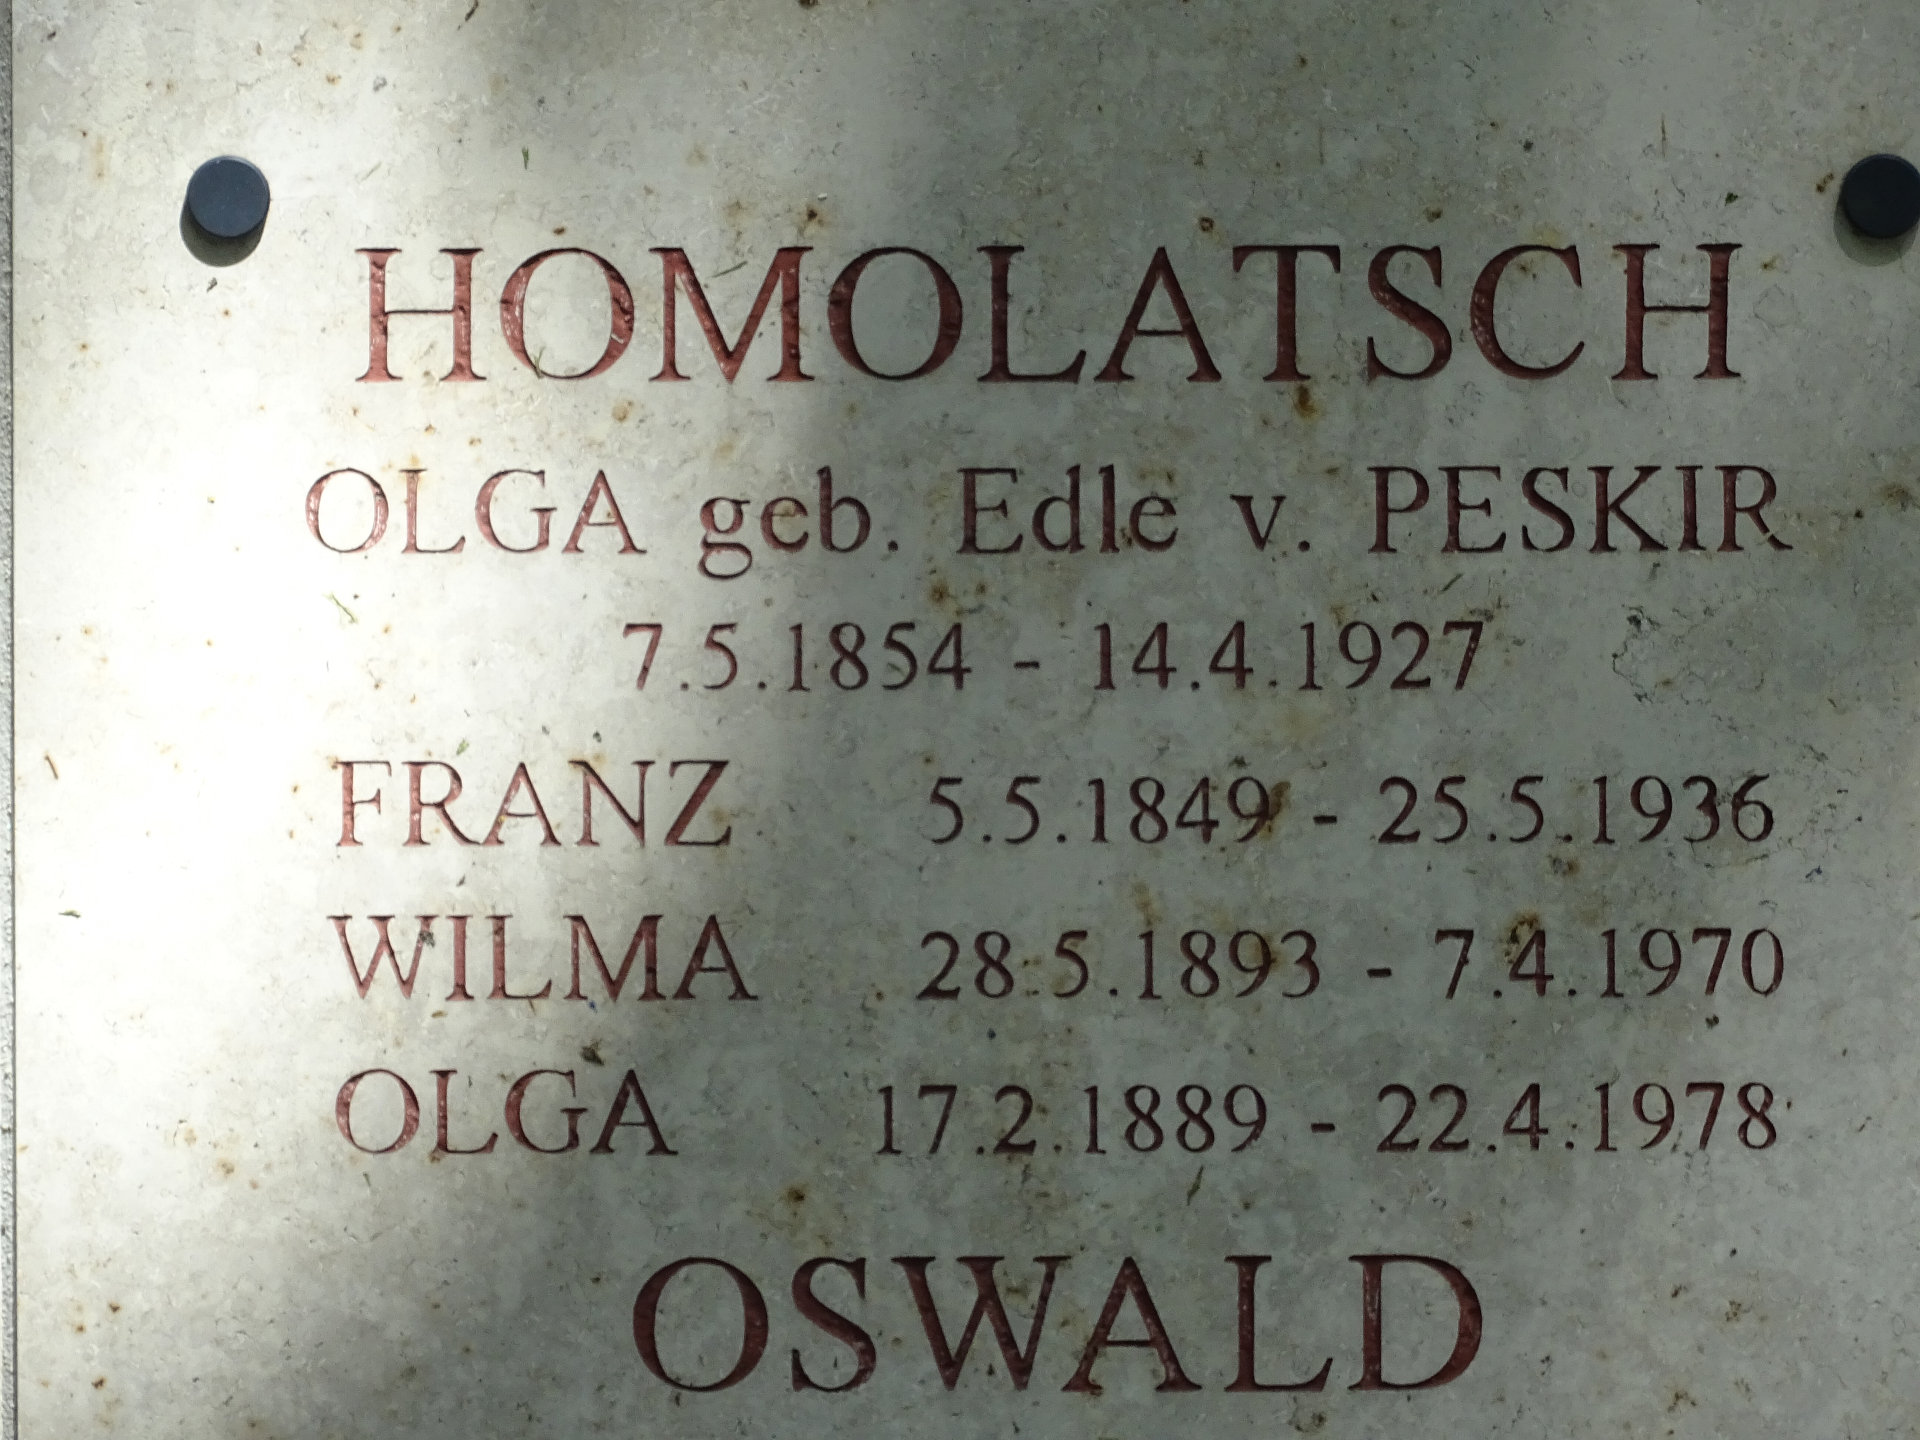 HOMOLATSCH
OLGA geb. Edle v. PESKIR
7.5.1854 - 14.4.1927
FRANZ 5.5.1849 - 25.5.1936
WILMA 28.5.1893 - 7.4.1970
OLGA 17.2.1889 - 22.4.1978
OSWALD